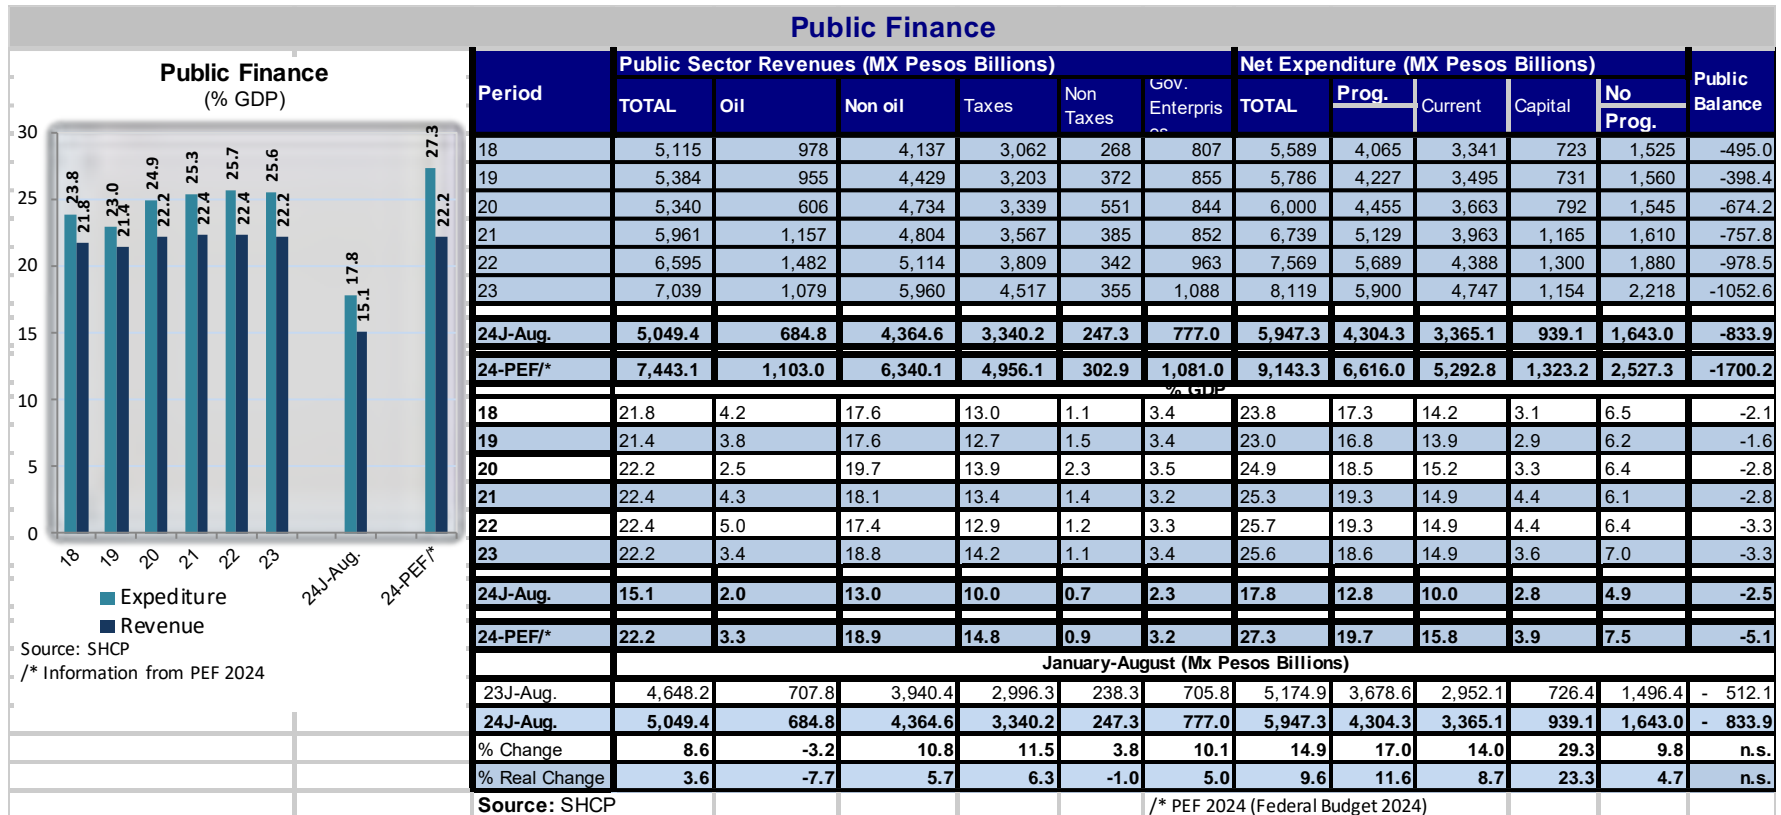 Public Finance
Public Finance
(% GDP)
30
25
20
15
10
5
0
23.8
21.8
23.0
21.4
24.9
22.2
25.3
22.4
25.7
22.4
25.6
22.2
17.8
15.1
27.3
22.2
18 19 20 21 22 23 24J-Aug. 24-PEF/*
Expediture
Revenue
Source: SHCP
/* Information from PEF 2024
Period Public Sector Revenues (MX Pesos Billions) Net Expenditure (MX Pesos Billions) Public Balance
TOTAL Oil Non oil Taxes Non Taxes Gov. Enterprises TOTAL Prog. Current Capital No Prog.
18 5,115 978 4,137 3,062 268 807 5,589 4,065 3,341 723 1,525 -495.0
19 5,384 955 4,429 3,203 372 855 5,786 4,227 3,495 731 1,560 -398.4
20 5,340 606 4,734 3,339 551 844 6,000 4,455 3,663 792 1,545 -674.2
21 5,961 1,157 4,804 3,567 385 852 6,739 5,129 3,963 1,165 1,610 -757.8
22 6,595 1,482 5,114 3,809 342 963 7,569 5,689 4,388 1,300 1,880 -978.5
23 7,039 1,079 5,960 4,517 355 1,088 8,119 5,900 4,747 1,154 2,218 -1052.6
24J-Aug. 5,049.4 684.8 4,364.6 3,340.2 247.3 777.0 5,947.3 4,304.3 3,365.1 939.1 1,643.0 -833.9
24-PEF/* 7,443.1 1,103.0 6,340.1 4,956.1 302.9 1,081.0 9,143.3 6,616.0 5,292.8 1,323.2 2,527.3 -1700.2
% GDP
18 21.8 4.2 17.6 13.0 1.1 3.4 23.8 17.3 14.2 3.1 6.5 -2.1
19 21.4 3.8 17.6 12.7 1.5 3.4 23.0 16.8 13.9 2.9 6.2 -1.6
20 22.2 2.5 19.7 13.9 2.3 3.5 24.9 18.5 15.2 3.3 6.4 -2.8
21 22.4 4.3 18.1 13.4 1.4 3.2 25.3 19.3 14.9 4.4 6.1 -2.8
22 22.4 5.0 17.4 12.9 1.2 3.3 25.7 19.3 14.9 4.4 6.4 -3.3
23 22.2 3.4 18.8 14.2 1.1 3.4 25.6 18.6 14.9 3.6 7.0 -3.3
24J-Aug. 15.1 2.0 13.0 10.0 0.7 2.3 17.8 12.8 10.0 2.8 4.9 -2.5
24-PEF/* 22.2 3.3 18.9 14.8 0.9 3.2 27.3 19.7 15.8 3.9 7.5 -5.1
January-August (Mx Pesos Billions)
23J-Aug. 4,648.2 707.8 3,940.4 2,996.3 238.3 705.8 5,174.9 3,678.6 2,952.1 726.4 1,496.4 - 512.1
24J-Aug. 5,049.4 684.8 4,364.6 3,340.2 247.3 777.0 5,947.3 4,304.3 3,365.1 939.1 1,643.0 - 833.9
% Change 8.6 -3.2 10.8 11.5 3.8 10.1 14.9 17.0 14.0 29.3 9.8 n.s.
% Real Change 3.6 -7.7 5.7 6.3 -1.0 5.0 9.6 11.6 8.7 23.3 4.7 n.s.
Source: SHCP /* PEF 2024 (Federal Budget 2024)